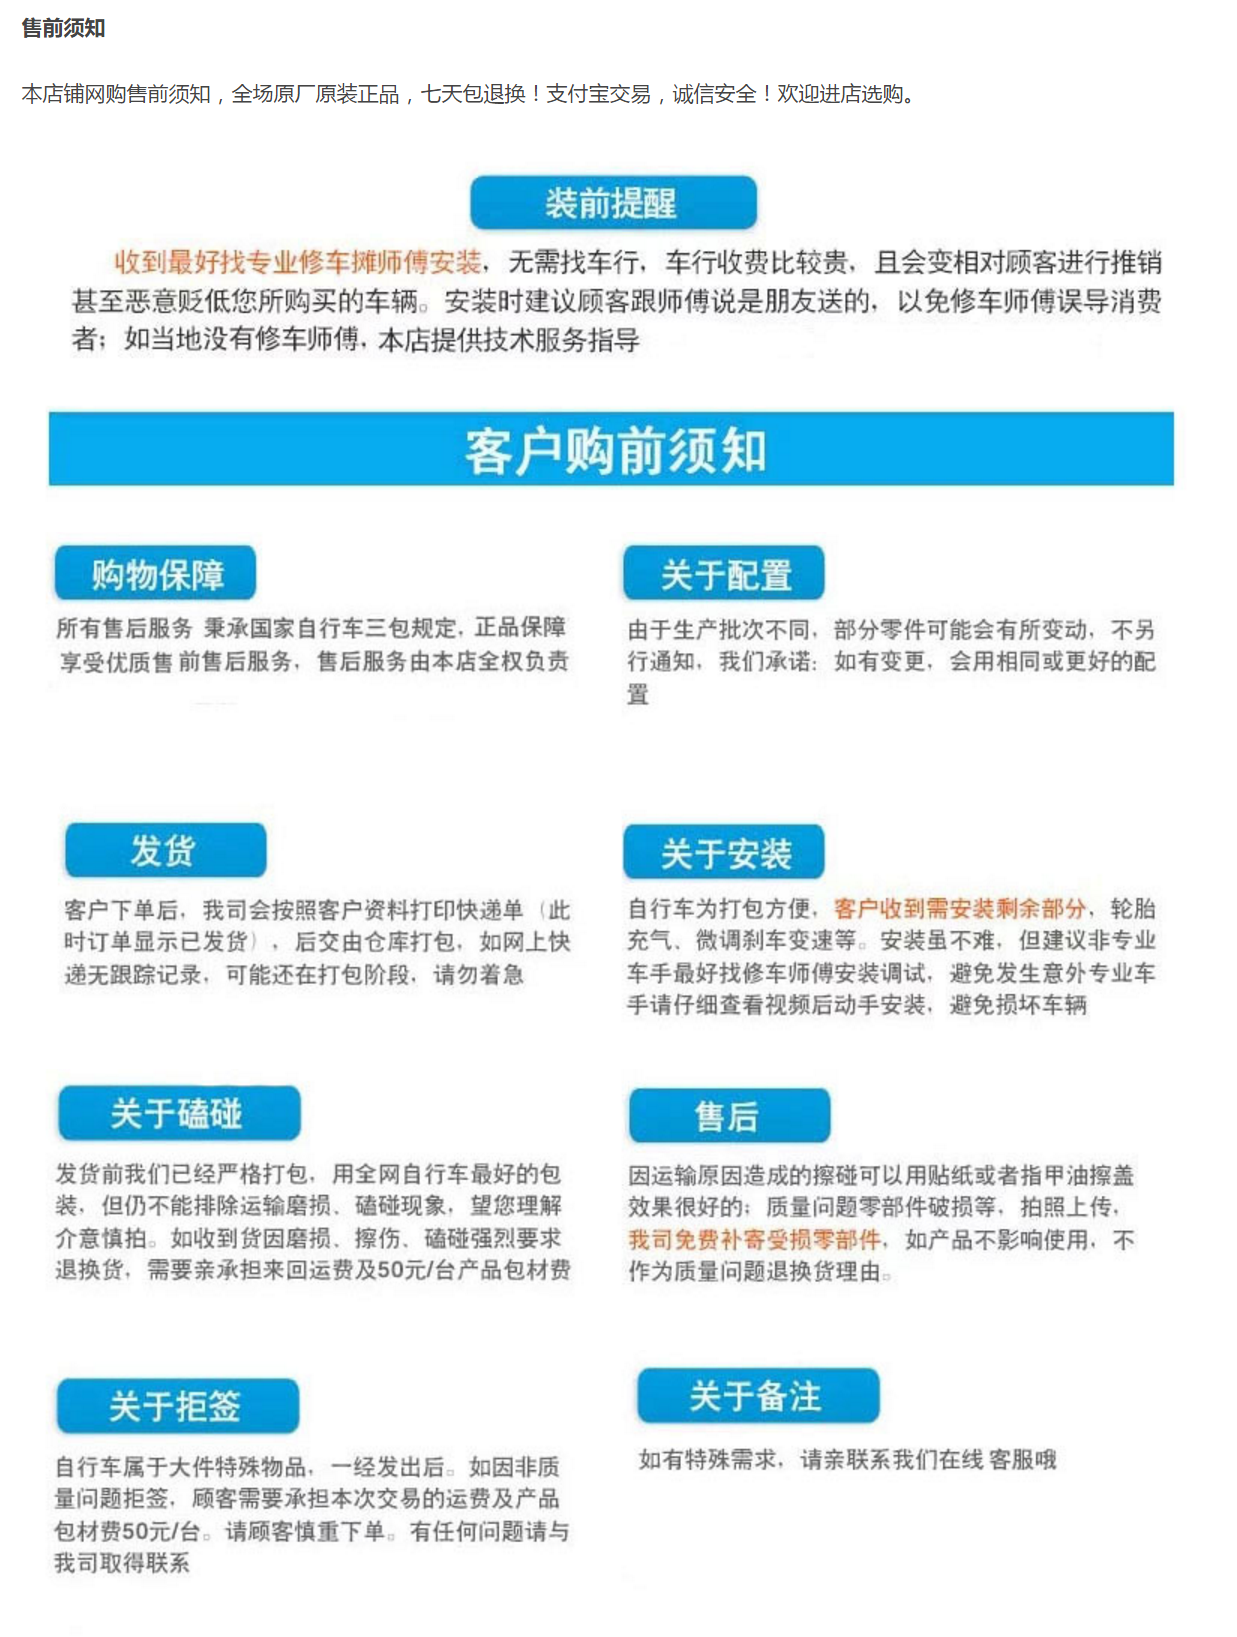 售前须知
本店铺网购售前须知，全场原厂原装正品，七天包退换！支付宝交易，诚信安全！欢迎进店选购。
装前提醒
收到最好找专业修车摊师傅安装，无需找车行，车行收费比较贵，且会变相对顾客进行推销
甚至恶意贬低您所购买的车辆。安装时建议顾客跟师傅说是朋友送的，以免修车师傅误导消费
者；如当地没有修车师傅，本店提供技术服务指导
客户购前须知
购物保障
所有售后服务 秉承国家自行车三包规定，正品保障
享受优质售前售后服务，售后服务由本店全权负责
关于配置
由于生产批次不同，部分零件可能会有所变动，不另
行通知，我们承诺：如有变更，会用相同或更好的配
置
发货
客户下单后，我司会按照客户资料打印快递单（此
时订单显示已发货），后交由仓库打包，如网上快
递无跟踪记录，可能还在打包阶段，请勿着急
关于安装
自行车为打包方便，客户收到需安装剩余部分，轮胎
充气、微调刹车变速等。安装虽不难，但建议非专业
车手最好找修车师傅安装调试，避免发生意外专业车
手请仔细查看视频后动手安装，避免损坏车辆
关于磕碰
发货前我们已经严格打包，用全网自行车最好的包
装，但仍不能排除运输磨损、磕碰现象，望您理解
介意慎拍。如收到货因磨损、擦伤、磕碰强烈要求
退换货，需要亲承担来回运费及50元/台产品包材费
售后
因运输原因造成的擦碰可以用贴纸或者指甲油擦盖
效果很好的；质量问题零部件破损等，拍照上传，
我司免费补寄受损零部件，如产品不影响使用，不
作为质量问题退换货理由。
关于拒签
自行车属于大件特殊物品，一经发出后。如因非质
量问题拒签，顾客需要承担本次交易的运费及产品
包材费50元/台。请顾客慎重下单。有任何问题请与
我司取得联系
关于备注
如有特殊需求，请亲联系我们在线 客服哦